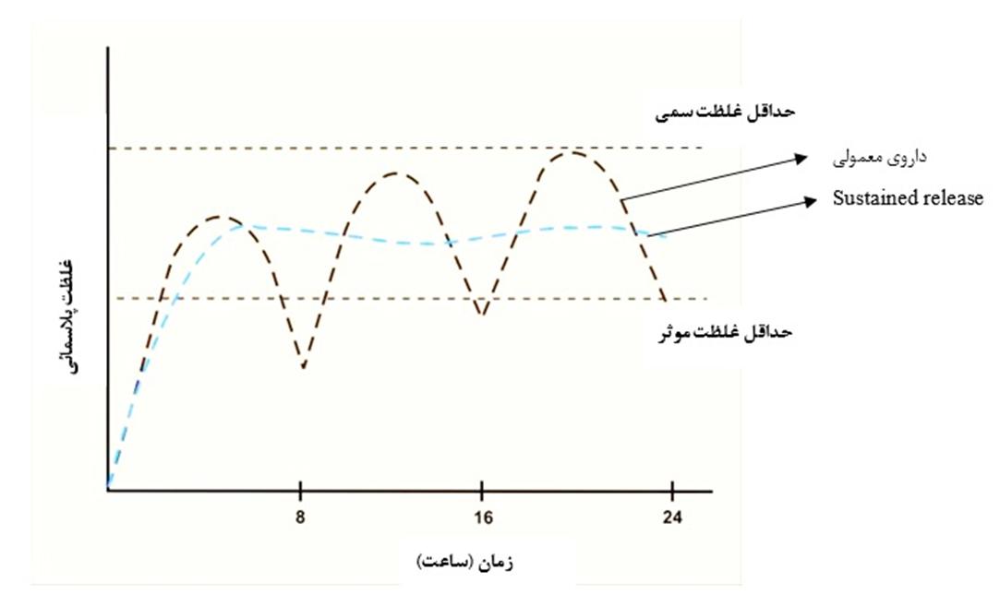 حداقل غلظت سمی
داروی معمولی
Sustained release
غلظت پلاسمائی
حداقل غلظت موثر
8
16
24
زمان (ساعت)